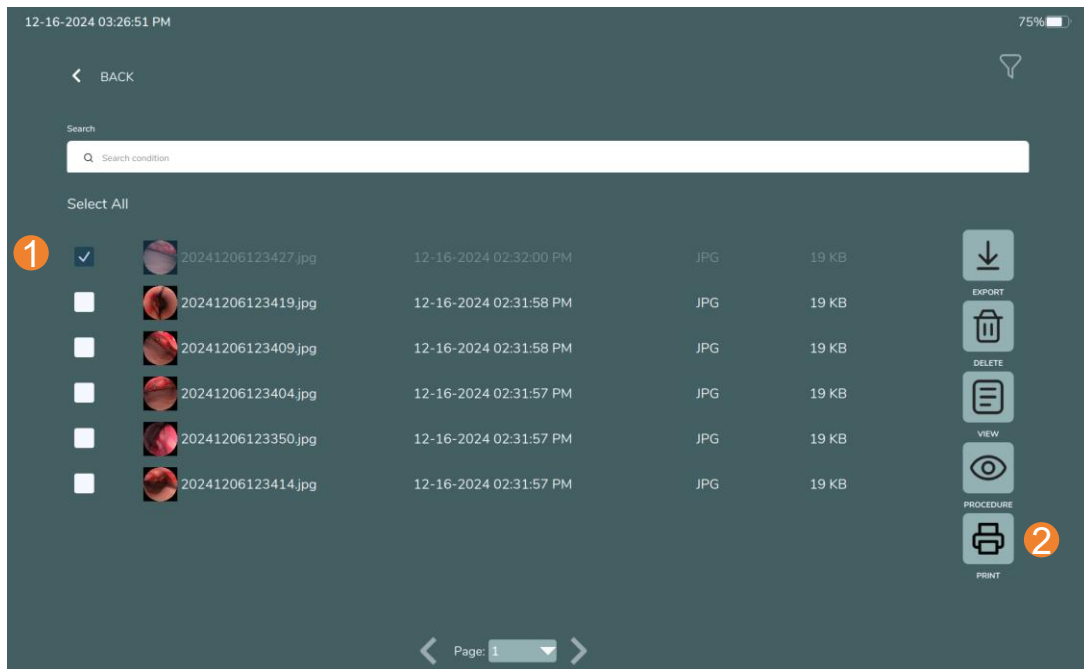 12-16-2024 03:26:51 PM 75%
BACK
Search
Search condition
Select All
1 20241206123427.jpg 12-16-2024 02:32:00 PM JPG 19 KB
20241206123419.jpg 12-16-2024 02:31:58 PM JPG 19 KB
20241206123409.jpg 12-16-2024 02:31:58 PM JPG 19 KB
20241206123404.jpg 12-16-2024 02:31:57 PM JPG 19 KB
20241206123350.jpg 12-16-2024 02:31:57 PM JPG 19 KB
20241206123414.jpg 12-16-2024 02:31:57 PM JPG 19 KB
EXPORT
DELETE
VIEW
PROCEDURE
2
PRINT
Page: 1